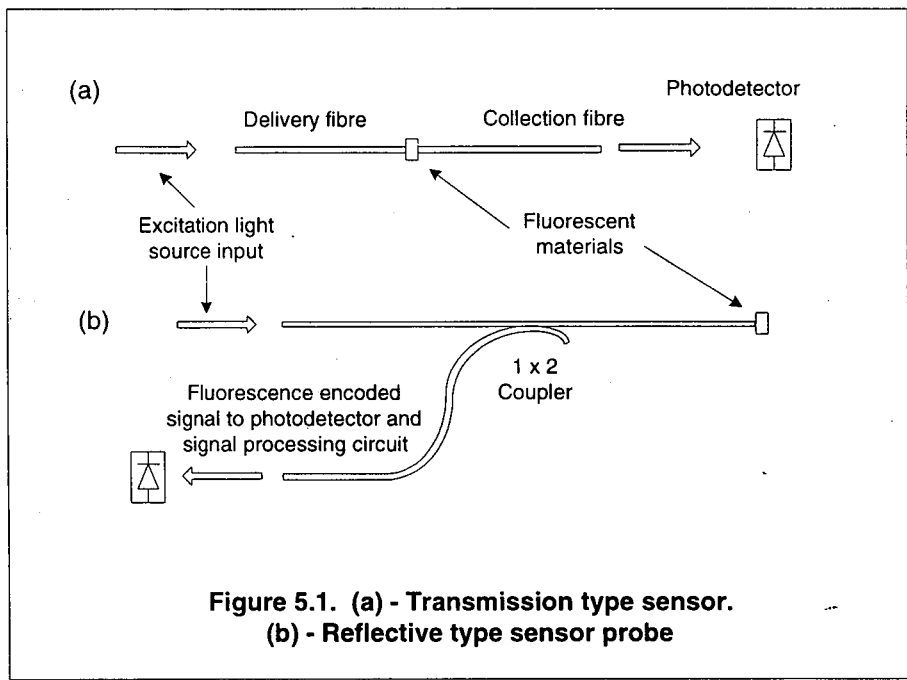 (a)
Photodetector
Delivery fibre
Collection fibre
Excitation light
source input
Fluorescent
materials
(b)
1 x 2
Coupler
Fluorescence encoded
signal to photodetector and
signal processing circuit
Figure 5.1. (a) - Transmission type sensor.
(b) - Reflective type sensor probe